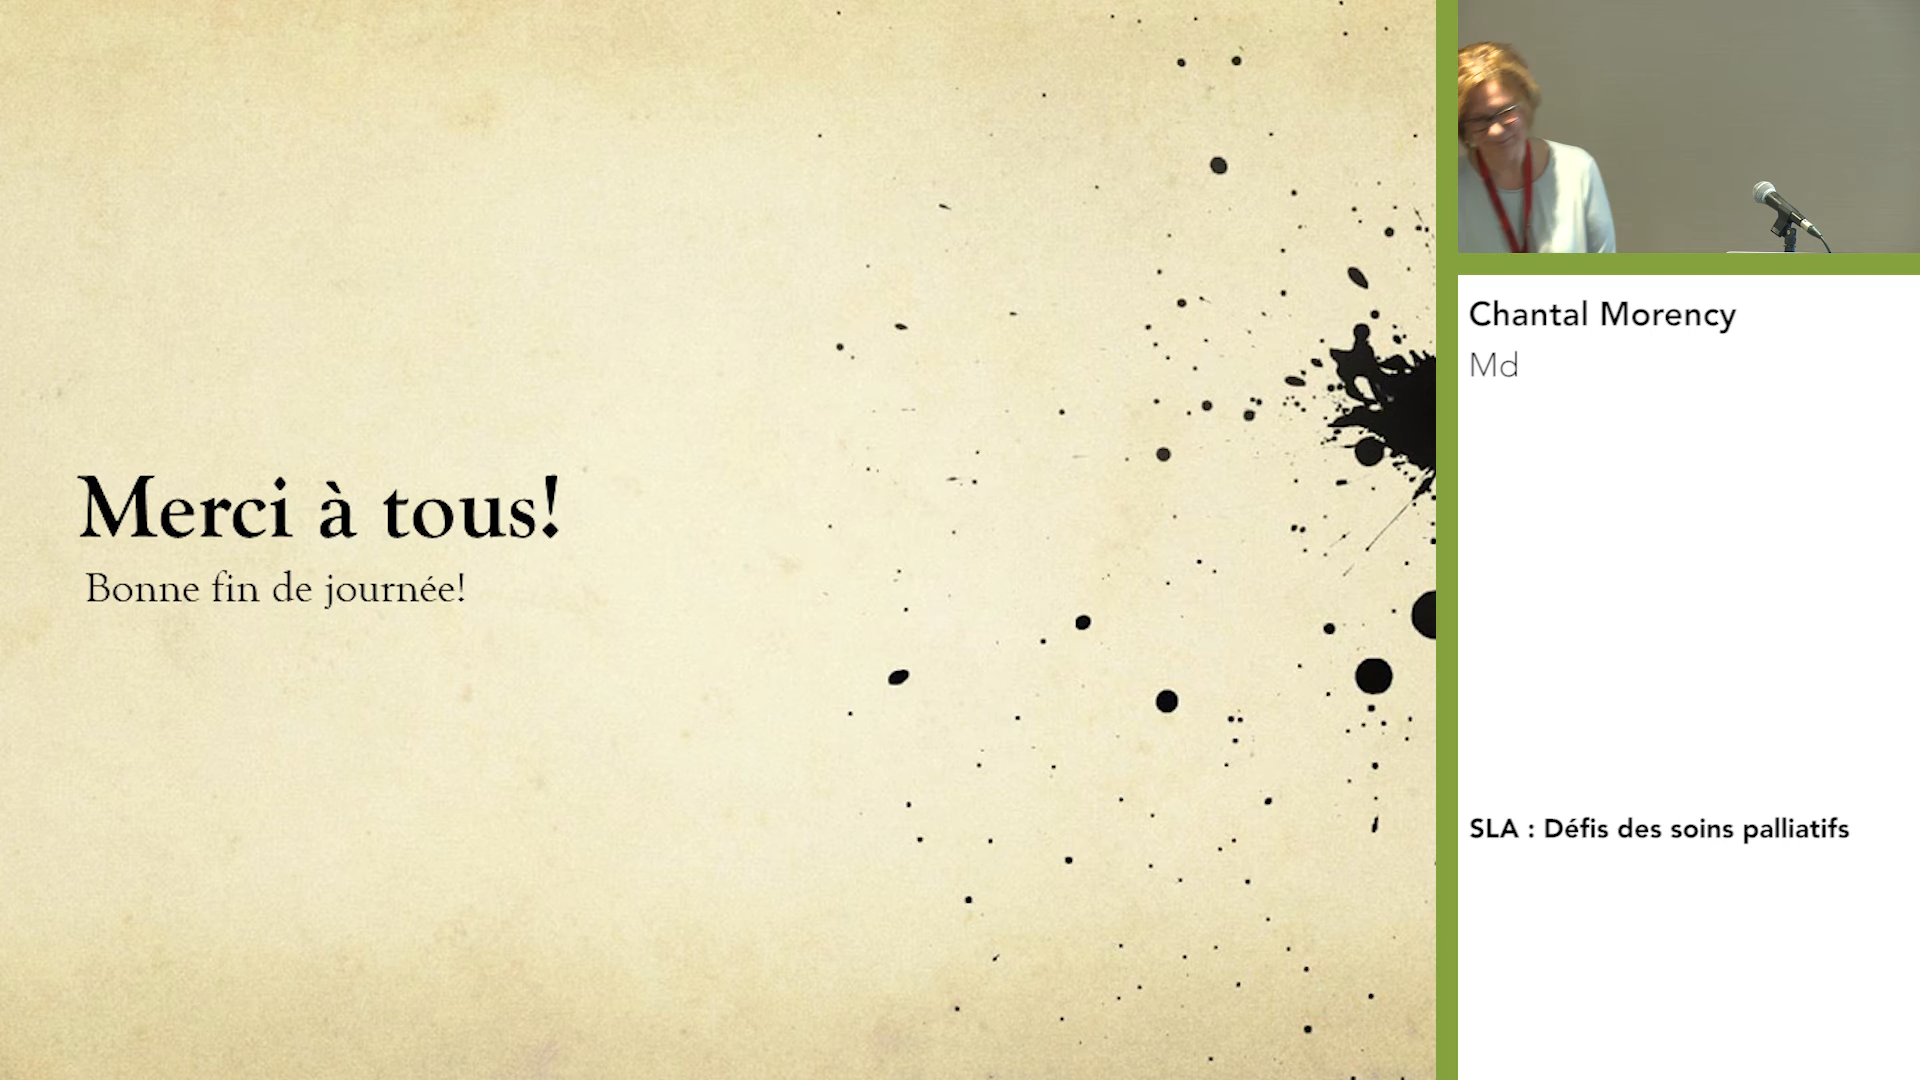 Merci à tous!
Bonne fin de journée!
Chantal Morency
Md
SLA : Défis des soins palliatifs